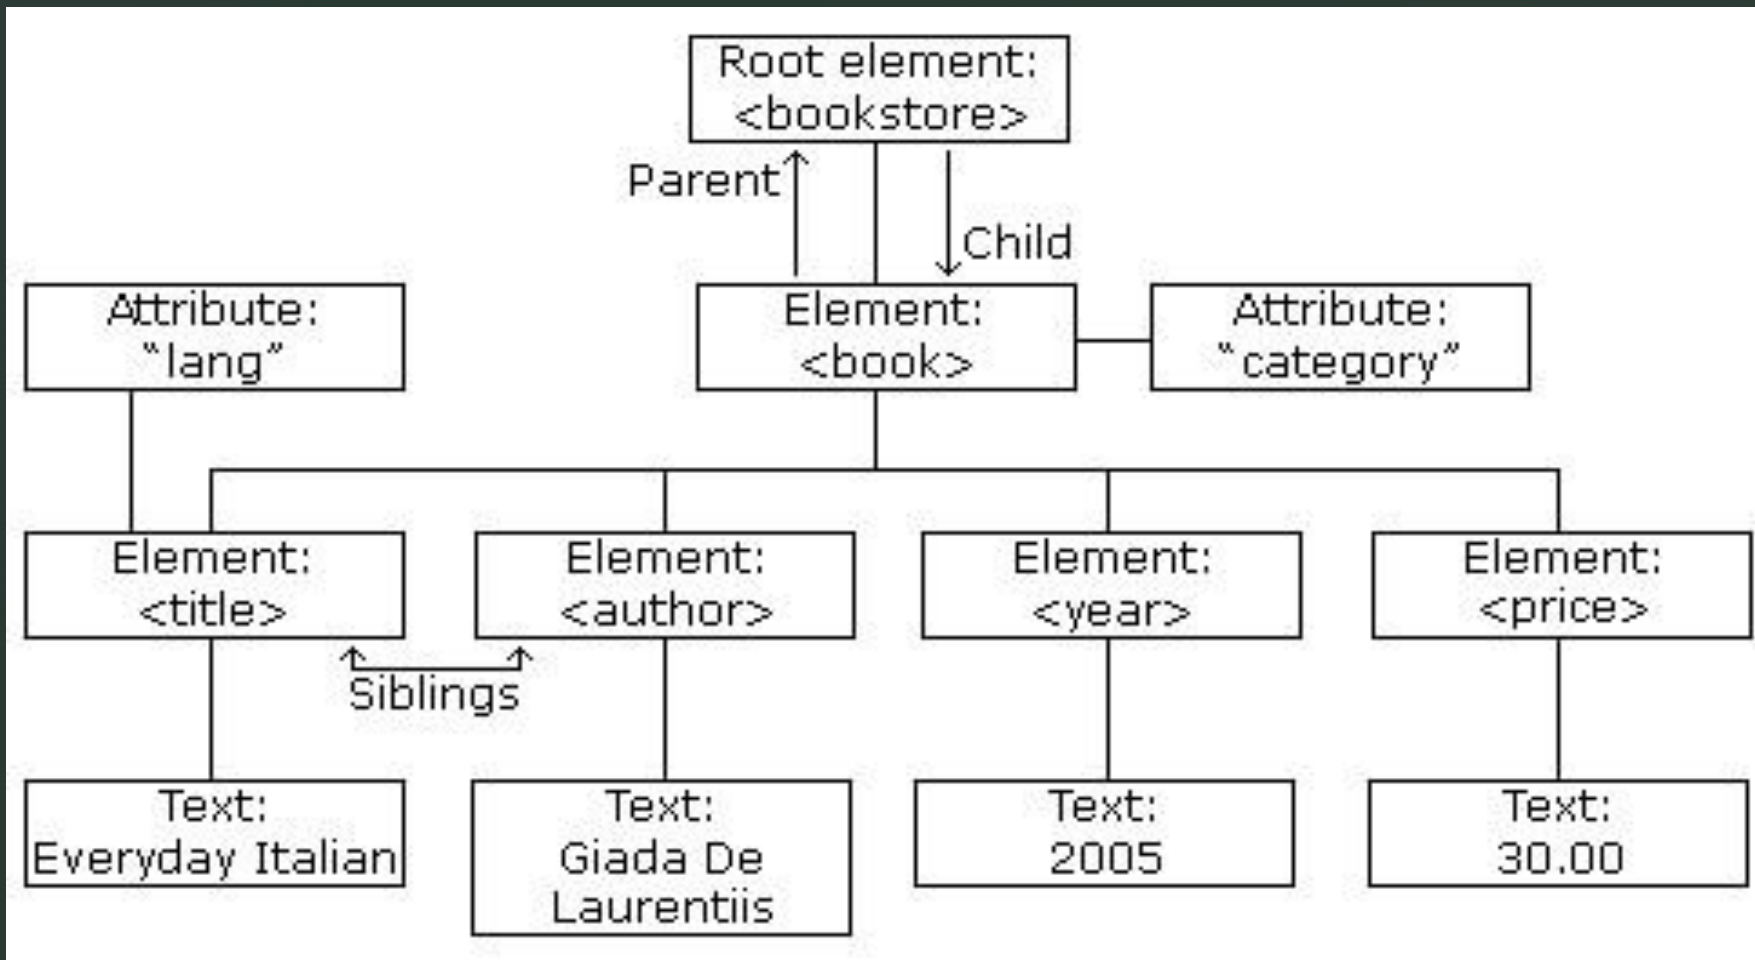 Root element:
<bookstore>
Parent
Child
Attribute:
“lang”
Element:
<book>
Attribute:
“category”
Element:
<title>
Element:
<author>
Element:
<year>
Element:
<price>
Siblings
Text:
Everyday Italian
Text:
Giada De
Laurentiis
Text:
2005
Text:
30.00